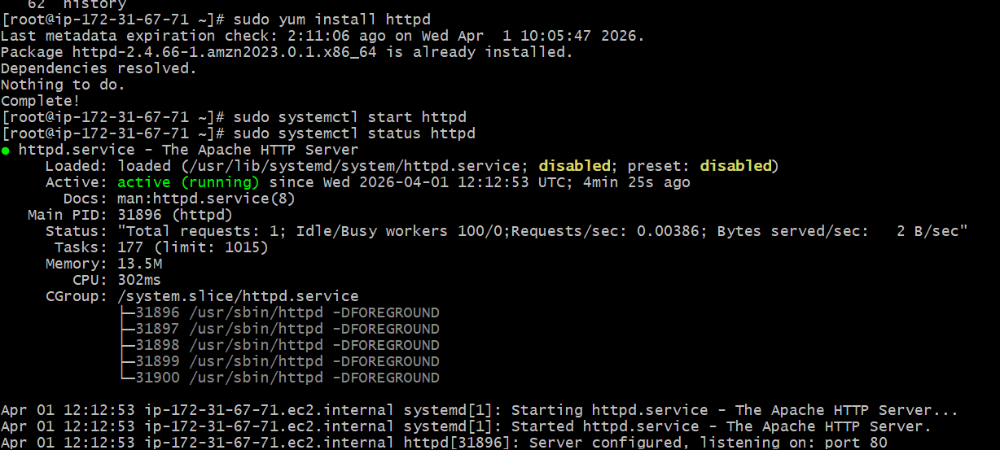 62 history
[root@ip-172-31-67-71 ~]# sudo yum install httpd
Last metadata expiration check: 2:11:06 ago on Wed Apr  1 10:05:47 2026.
Package httpd-2.4.66-1.amzn2023.0.1.x86_64 is already installed.
Dependencies resolved.
Nothing to do.
Complete!
[root@ip-172-31-67-71 ~]# sudo systemctl start httpd
[root@ip-172-31-67-71 ~]# sudo systemctl status httpd
● httpd.service - The Apache HTTP Server
     Loaded: loaded (/usr/lib/systemd/system/httpd.service; disabled; preset: disabled)
     Active: active (running) since Wed 2026-04-01 12:12:53 UTC; 4min 25s ago
       Docs: man:httpd.service(8)
   Main PID: 31896 (httpd)
     Status: "Total requests: 1; Idle/Busy workers 100/0;Requests/sec: 0.00386; Bytes served/sec:   2 B/sec"
      Tasks: 177 (limit: 1015)
     Memory: 13.5M
        CPU: 302ms
     CGroup: /system.slice/httpd.service
             ├─31896 /usr/sbin/httpd -DFOREGROUND
             ├─31897 /usr/sbin/httpd -DFOREGROUND
             ├─31898 /usr/sbin/httpd -DFOREGROUND
             ├─31899 /usr/sbin/httpd -DFOREGROUND
             └─31900 /usr/sbin/httpd -DFOREGROUND
Apr 01 12:12:53 ip-172-31-67-71.ec2.internal systemd[1]: Starting httpd.service - The Apache HTTP Server...
Apr 01 12:12:53 ip-172-31-67-71.ec2.internal systemd[1]: Started httpd.service - The Apache HTTP Server.
Apr 01 12:12:53 ip-172-31-67-71.ec2.internal httpd[31896]: Server configured, listening on: port 80